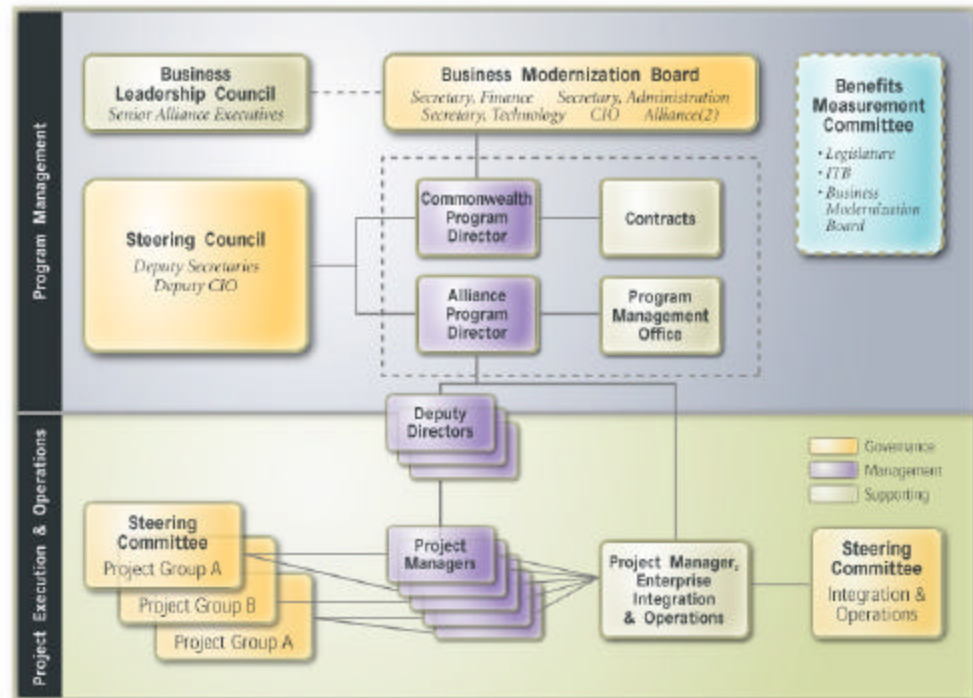 Program Management
Business
Leadership Council
Senior Alliance Executives
Business Modernization Board
Secretary, Finance Secretary, Administration
Secretary, Technology CIO Alliance(2)
Benefits
Measurement
Committee
• Legislature
• ITB
• Business
Modernization
Board
Steering Council
Deputy Secretaries
Deputy CIO
Commonwealth
Program
Director
Contracts
Alliance
Program
Director
Program
Management
Office
Project Execution & Operations
Deputy
Directors
Governance
Management
Supporting
Steering
Committee
Project Group A
Project Group B
Project Group A
Project
Managers
Project Manager,
Enterprise
Integration
& Operations
Steering
Committee
Integration &
Operations